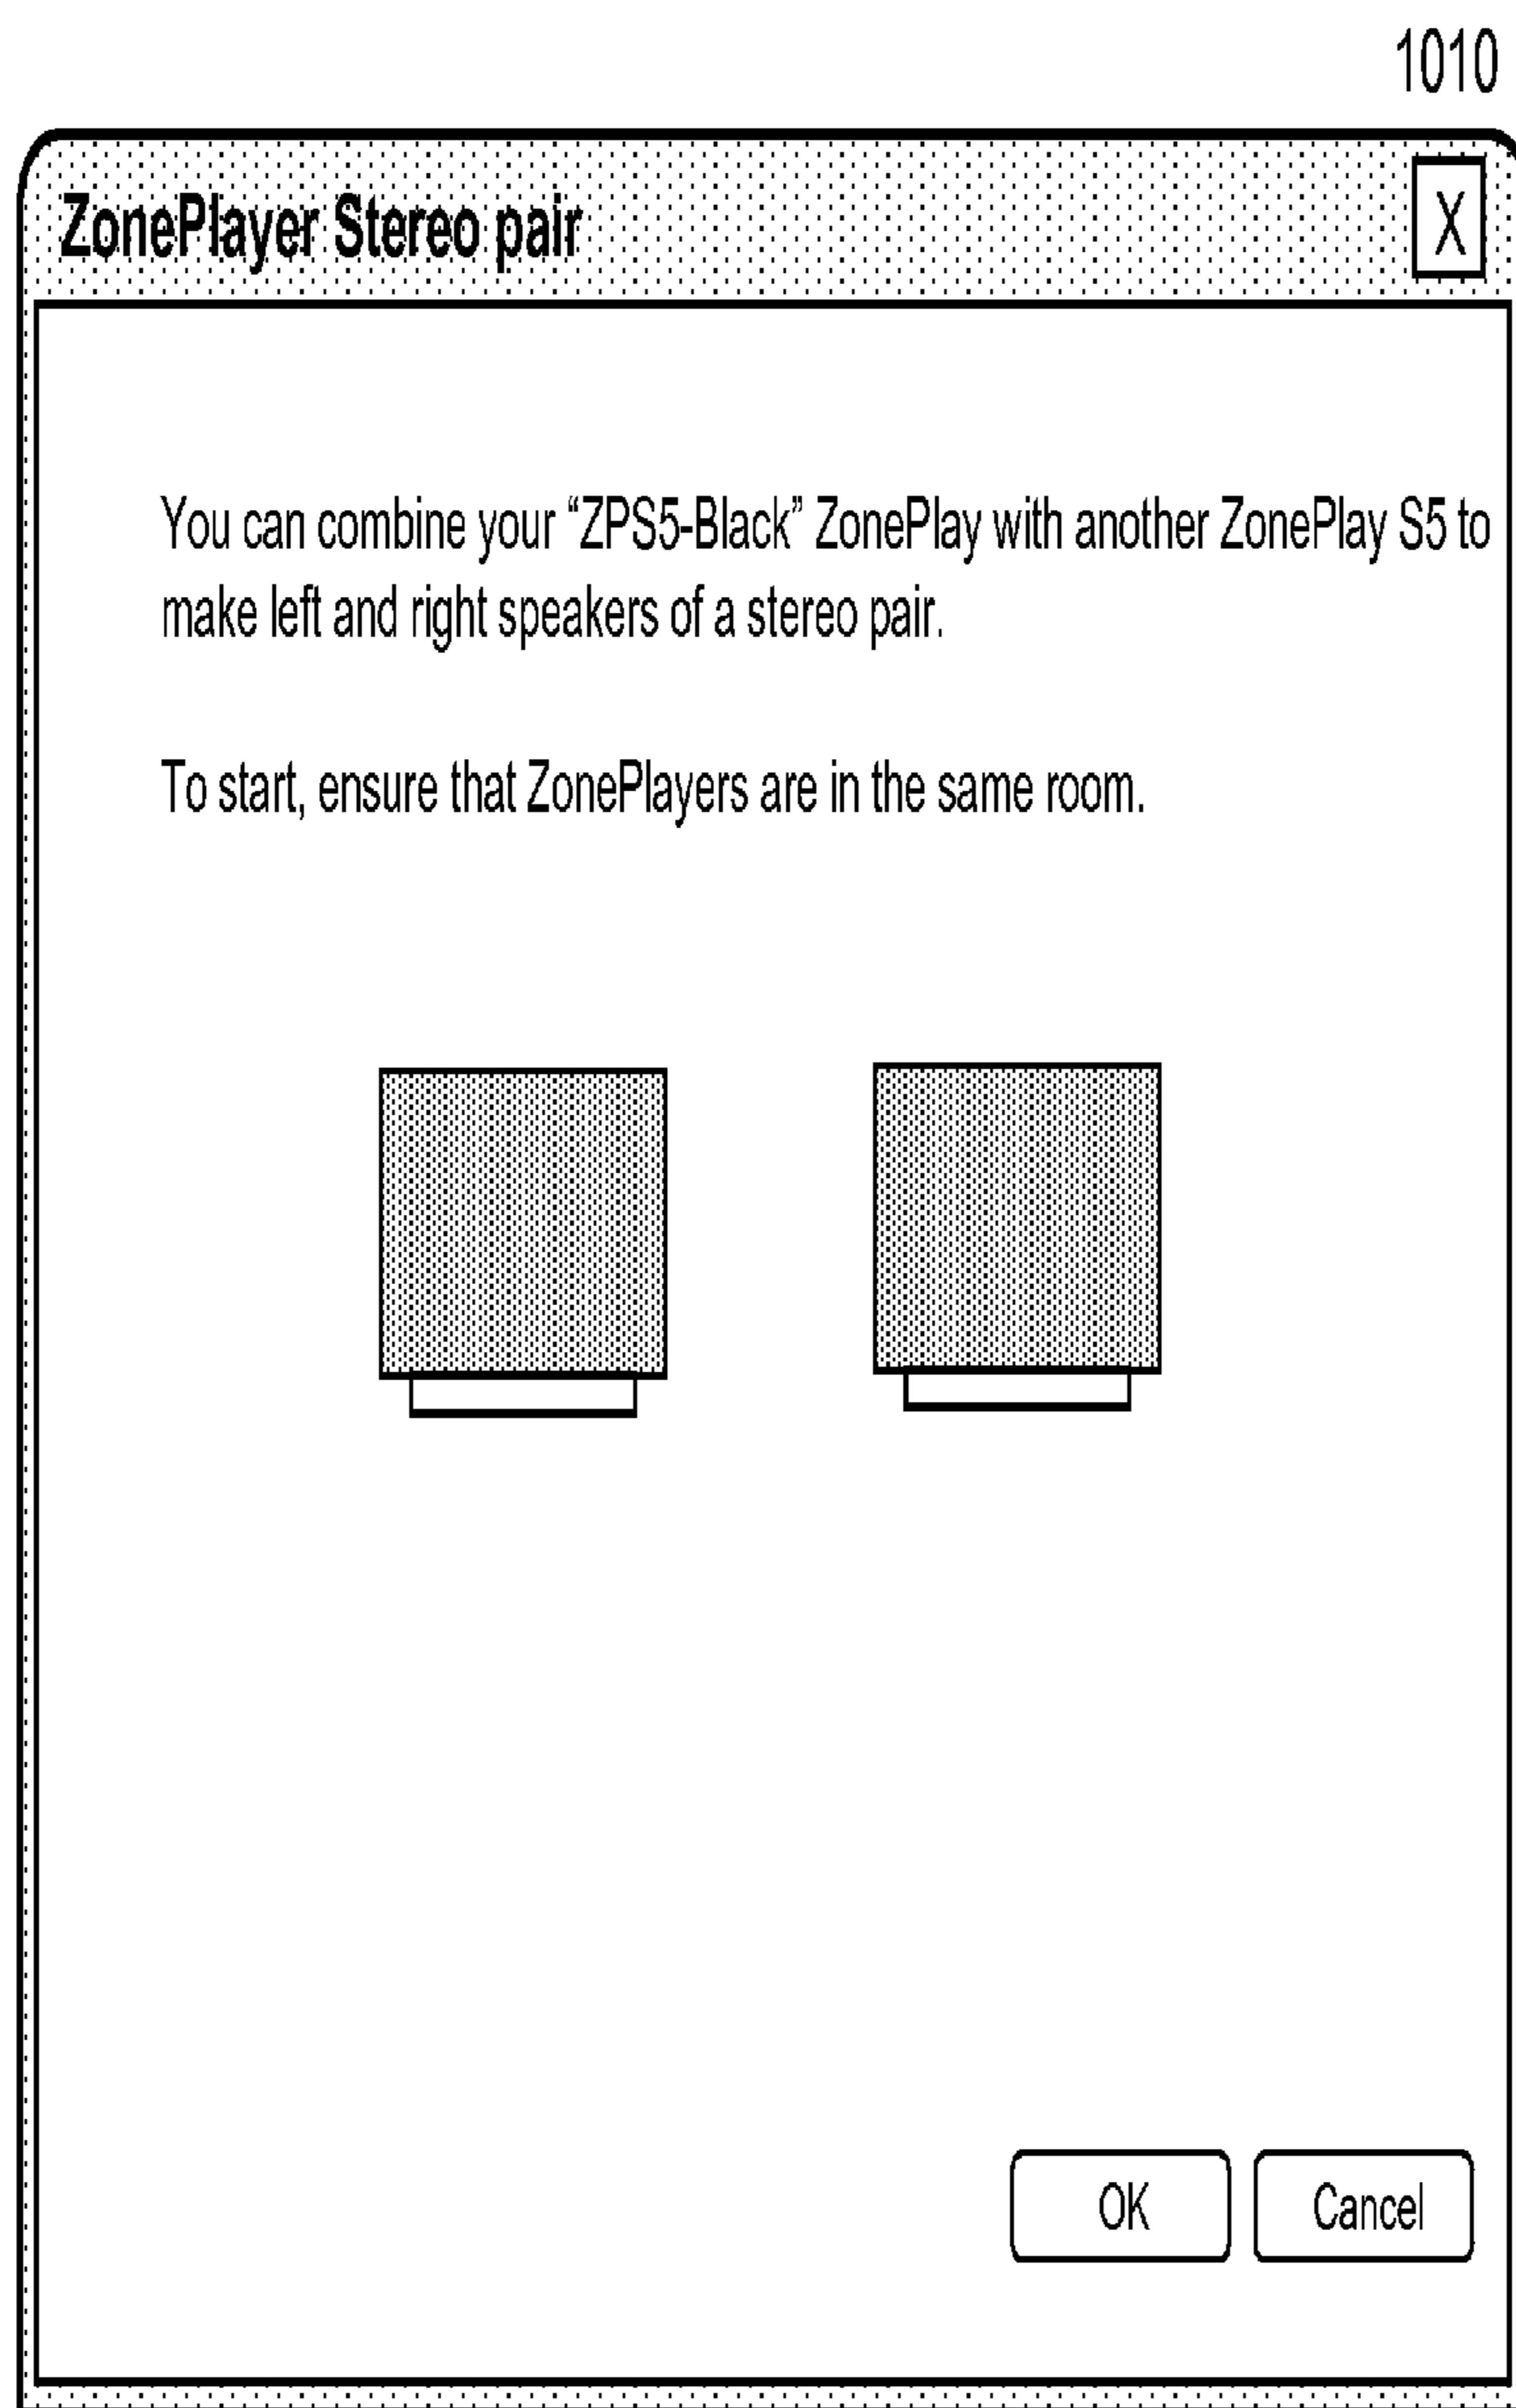 1010
ZonePlayer Stereo pair
X
You can combine your “ZPS5-Black” ZonePlay with another ZonePlay S5 to
make left and right speakers of a stereo pair.
To start, ensure that ZonePlayers are in the same room.
OK
Cancel